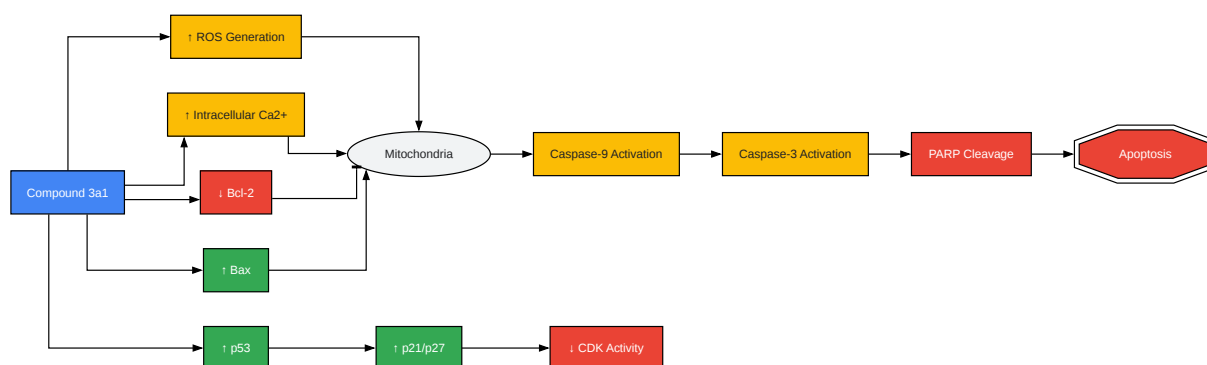 ↑ ROS Generation
↑ Intracellular Ca2+
Mitochondria
Caspase-9 Activation
Caspase-3 Activation
PARP Cleavage
Apoptosis
Compound 3a1
↓ Bcl-2
↑ Bax
↑ p53
↑ p21/p27
↓ CDK Activity